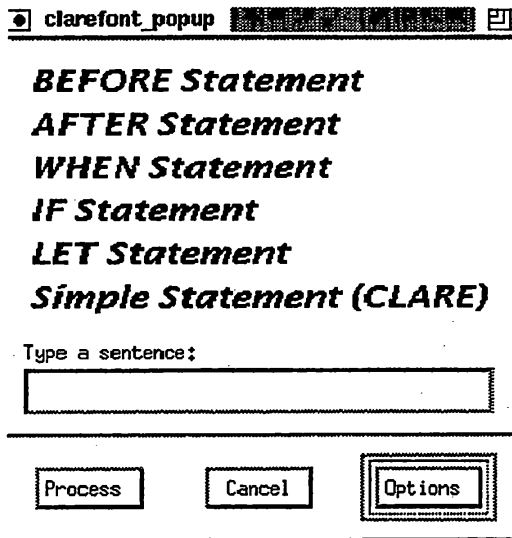 clarefont_popup
BEFORE Statement
AFTER Statement
WHEN Statement
IF Statement
LET Statement
Simple Statement (CLARE)
Type a sentence:
Process Cancel Options